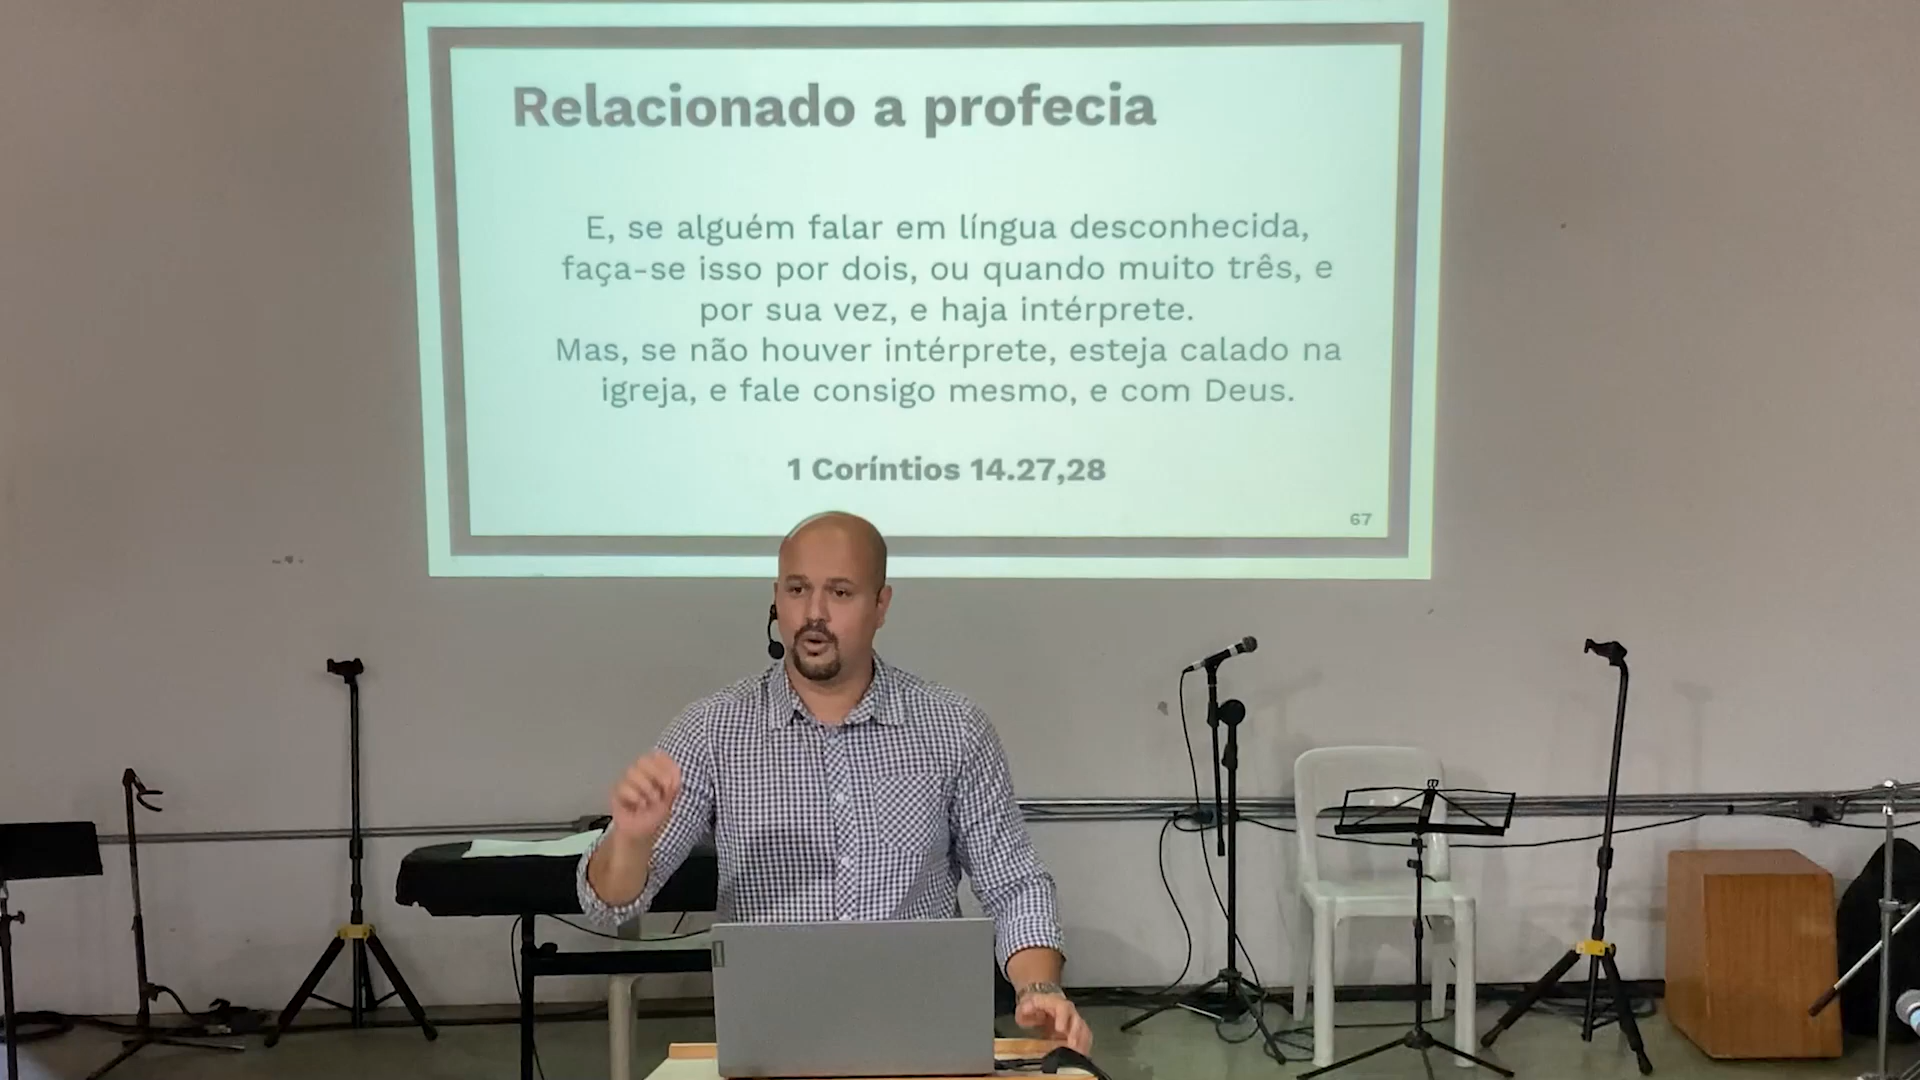 Relacionado a profecia
E, se alguém falar em língua desconhecida,
faça-se isso por dois, ou quando muito três, e
por sua vez, e haja intérprete.
Mas, se não houver intérprete, esteja calado na
igreja, e fale consigo mesmo, e com Deus.
1 Coríntios 14.27,28
67